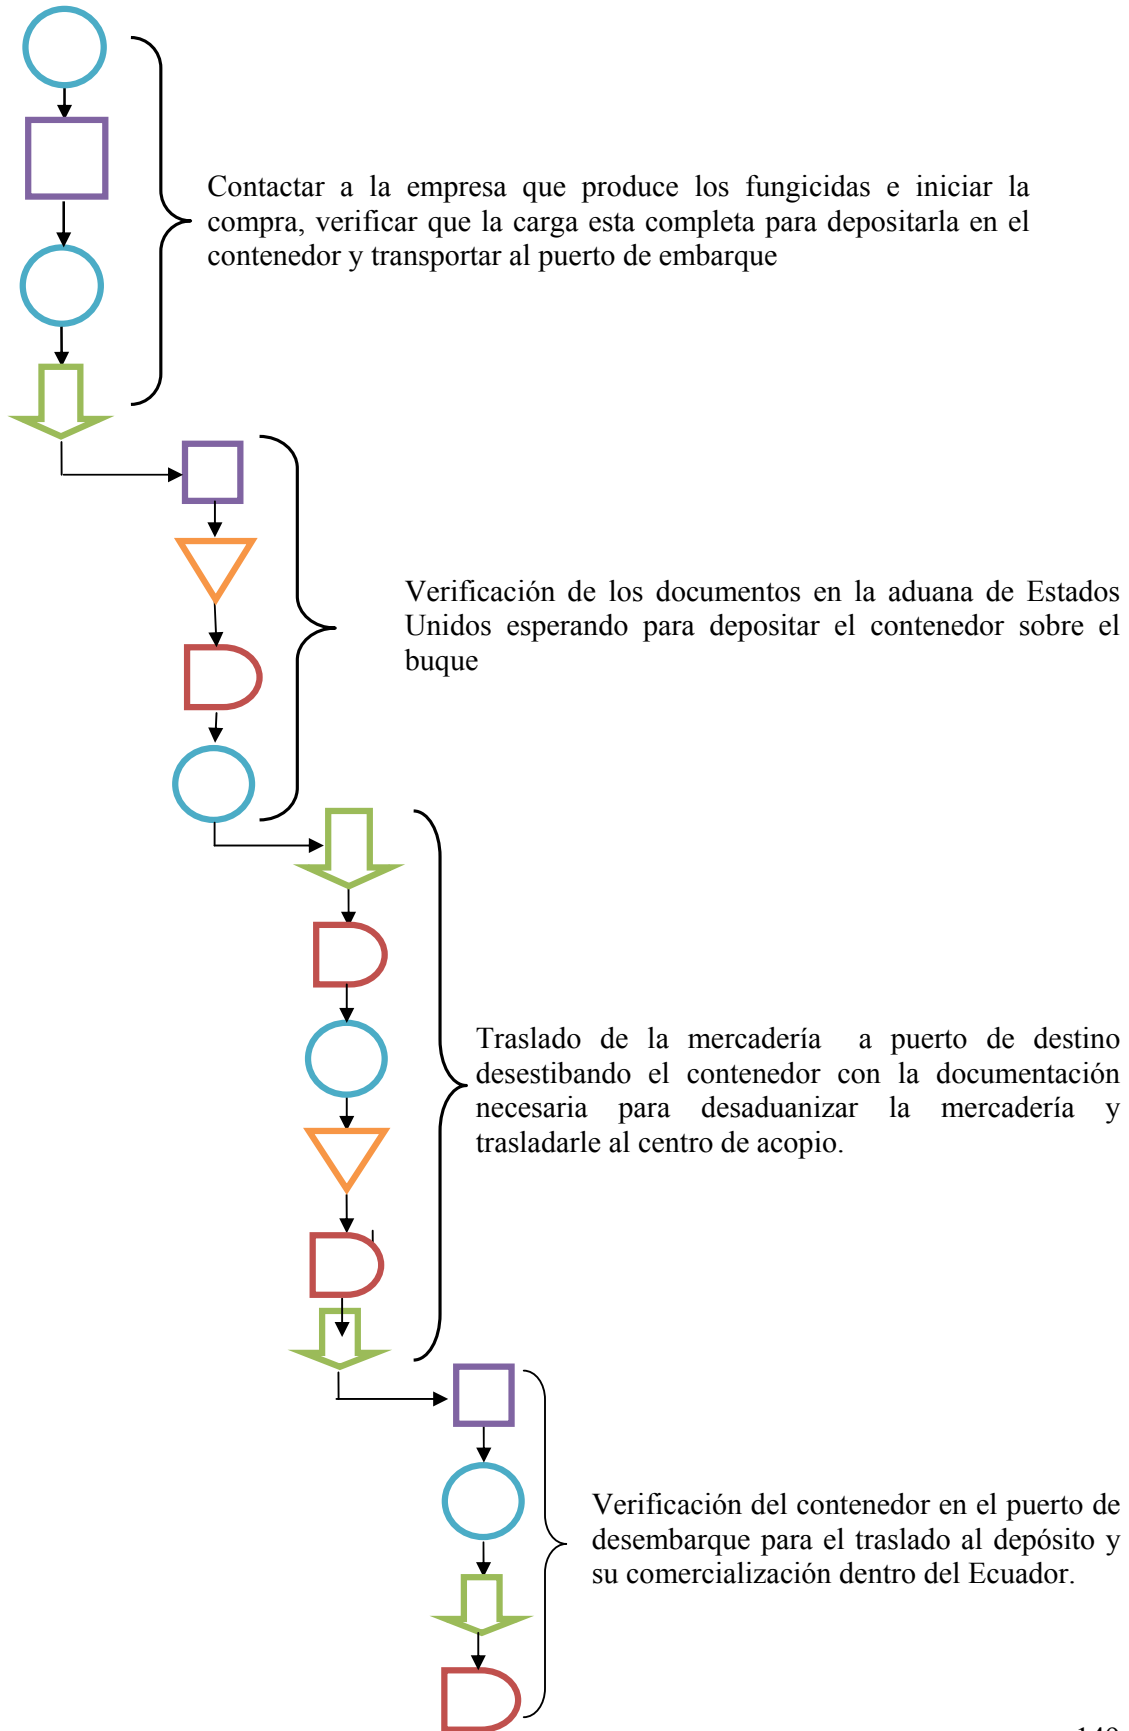 Contactar a la empresa que produce los fungicidas e iniciar la
compra, verificar que la carga esta completa para depositarla en el
contenedor y transportar al puerto de embarque
Verificación de los documentos en la aduana de Estados
Unidos esperando para depositar el contenedor sobre el
buque
Traslado de la mercadería a puerto de destino
desestibando el contenedor con la documentación
necesaria para desaduanizar la mercadería y
trasladarle al centro de acopio.
Verificación del contenedor en el puerto de
desembarque para el traslado al depósito y
su comercialización dentro del Ecuador.